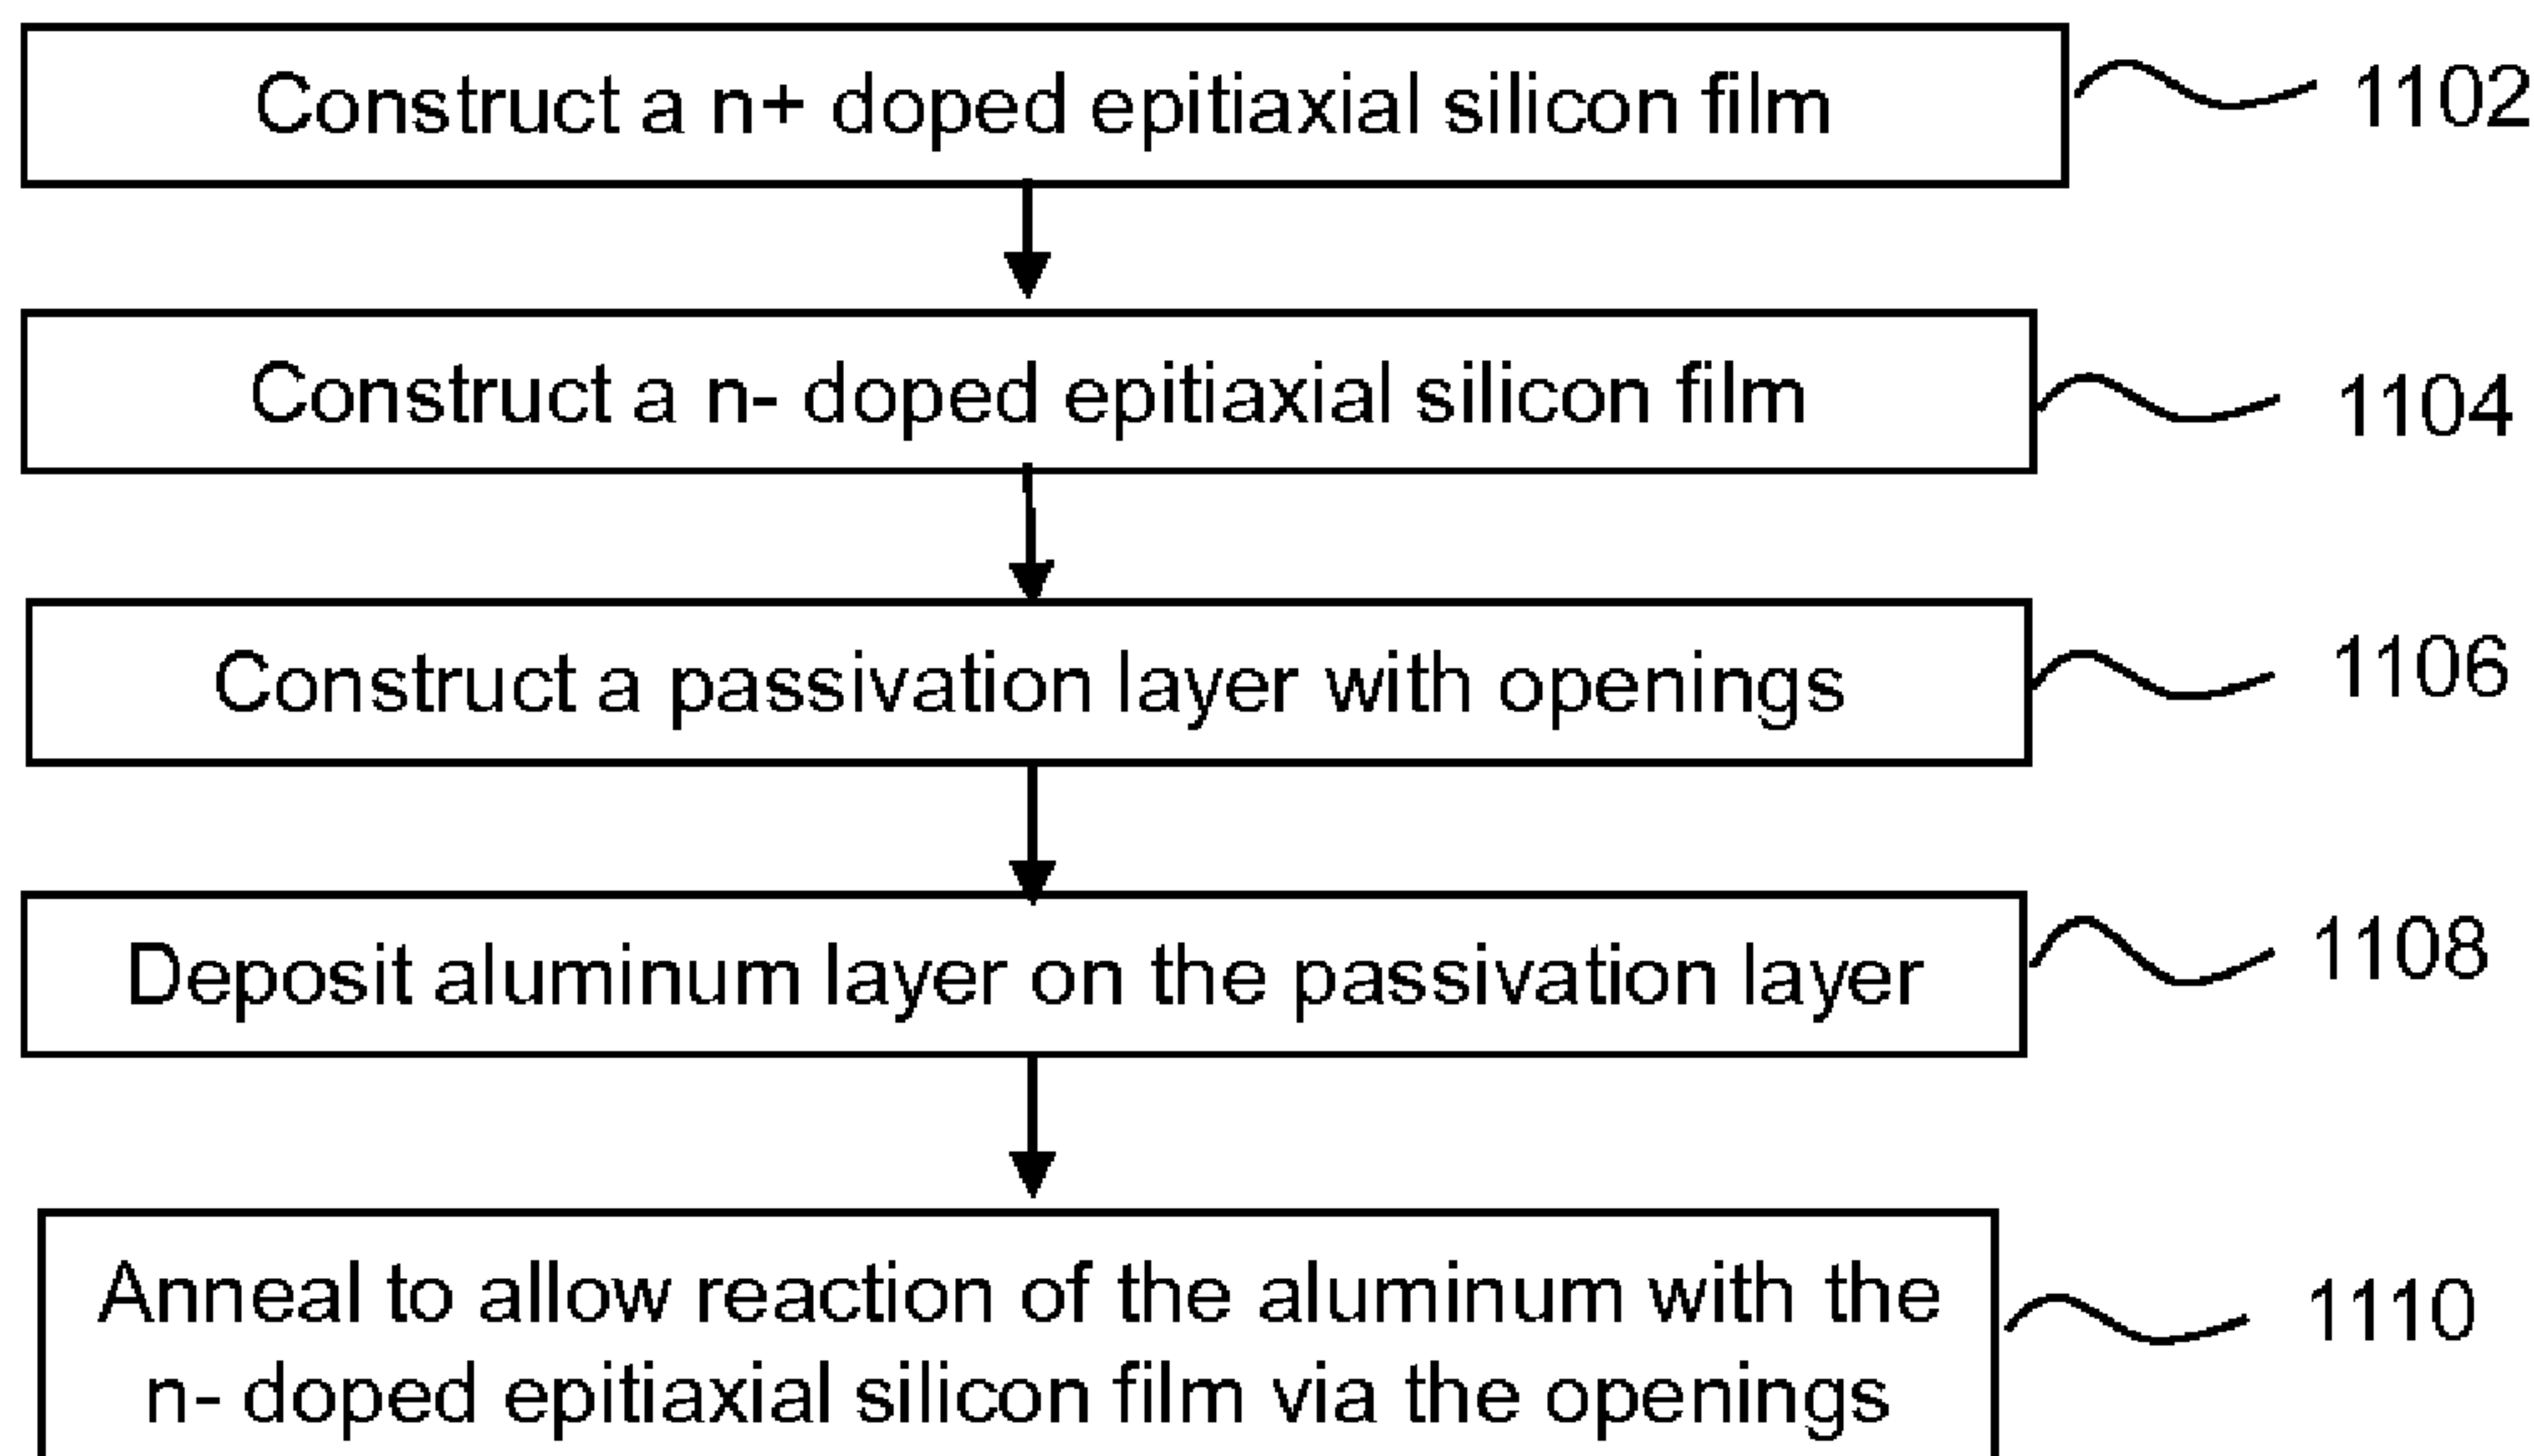 Construct a n+ doped epitiaxial silicon film
1102
Construct a n- doped epitiaxial silicon film
1104
Construct a passivation layer with openings
1106
Deposit aluminum layer on the passivation layer
1108
Anneal to allow reaction of the aluminum with the
n- doped epitiaxial silicon film via the openings
1110